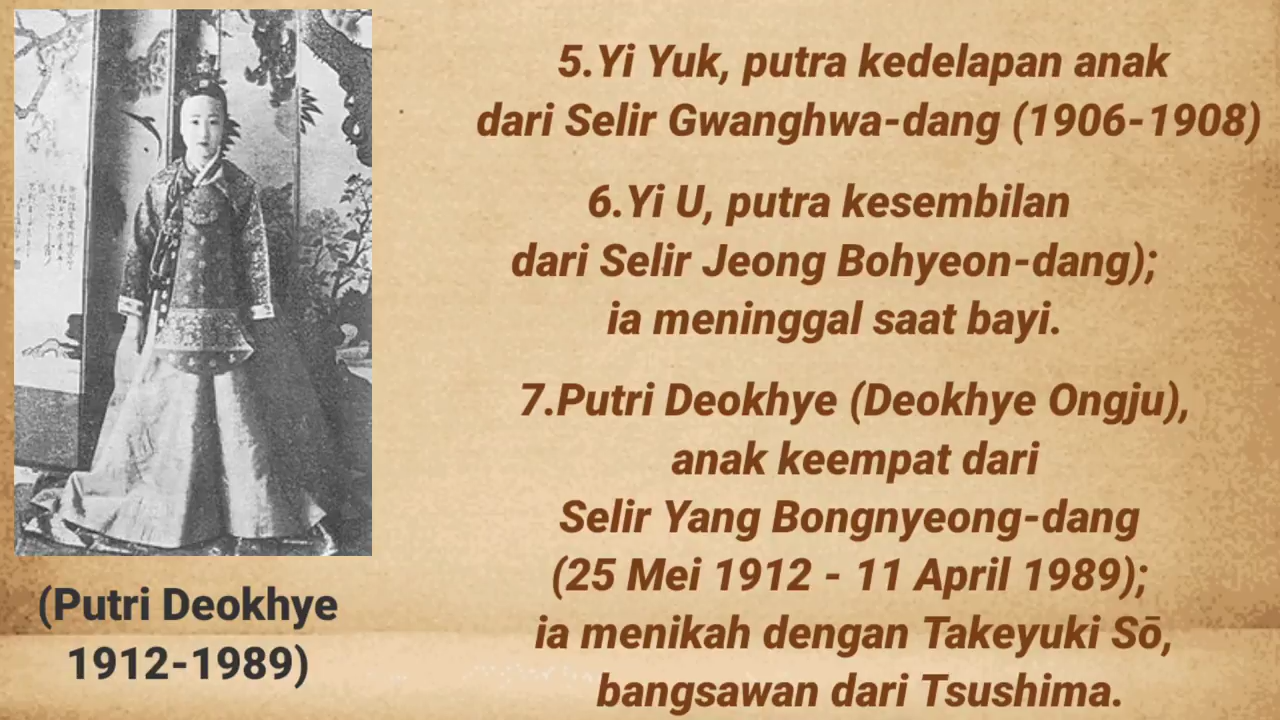 5.Yi Yuk, putra kedelapan anak
dari Selir Gwanghwa-dang (1906-1908)
6.Yi U, putra kesembilan
dari Selir Jeong Bohyeon-dang);
ia meninggal saat bayi.
7.Putri Deokhye (Deokhye Ongju),
anak keempat dari
Selir Yang Bongnyeong-dang
(25 Mei 1912 - 11 April 1989);
ia menikah dengan Takeyuki Sō,
bangsawan dari Tsushima.
(Putri Deokhye
1912-1989)